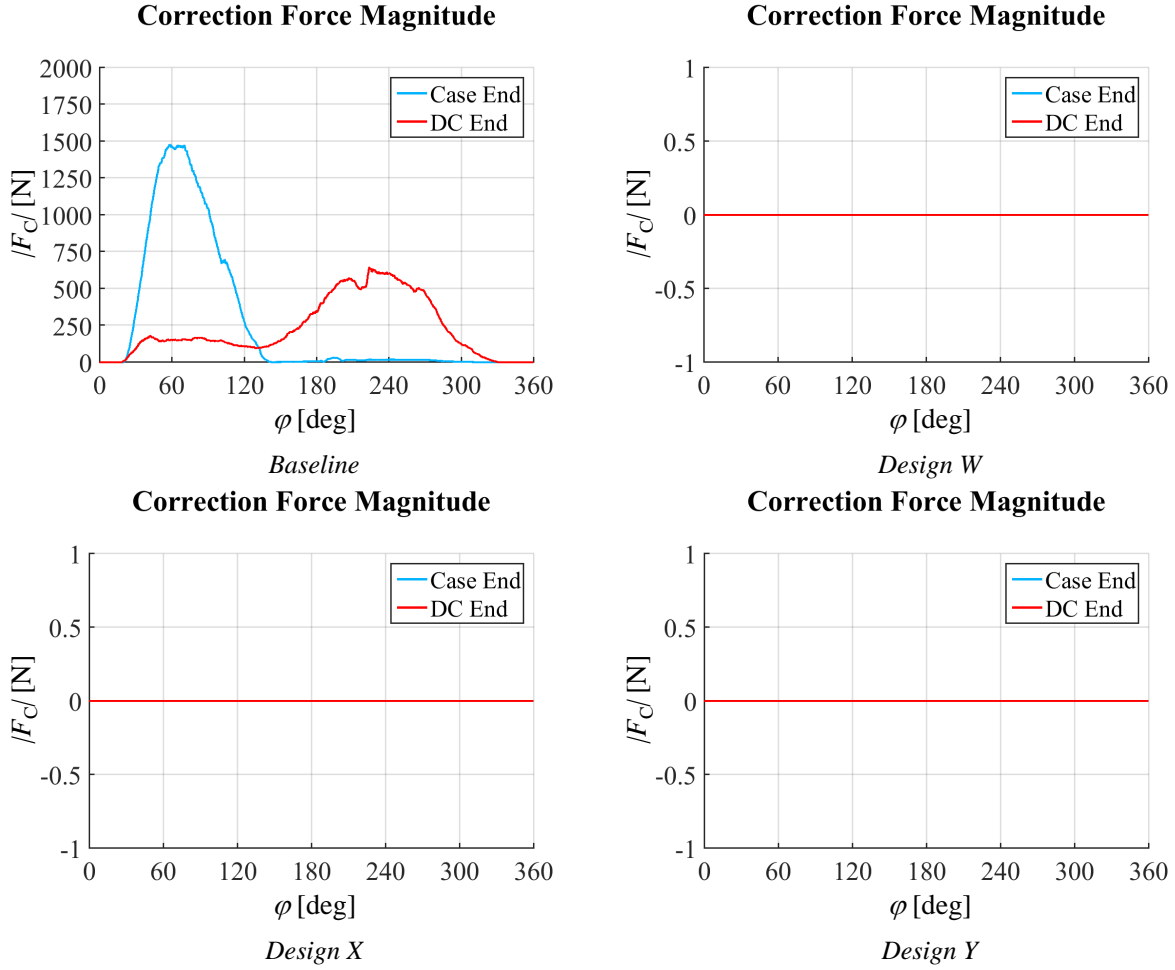 Correction Force Magnitude
2000
1750
1500
1250
1000
750
500
250
0
|F_C| [N]
Case End
DC End
0 60 120 180 240 300 360
φ [deg]
Baseline
Correction Force Magnitude
1
0.5
0
-0.5
-1
|F_C| [N]
Case End
DC End
0 60 120 180 240 300 360
φ [deg]
Design W
Correction Force Magnitude
1
0.5
0
-0.5
-1
|F_C| [N]
Case End
DC End
0 60 120 180 240 300 360
φ [deg]
Design X
Correction Force Magnitude
1
0.5
0
-0.5
-1
|F_C| [N]
Case End
DC End
0 60 120 180 240 300 360
φ [deg]
Design Y